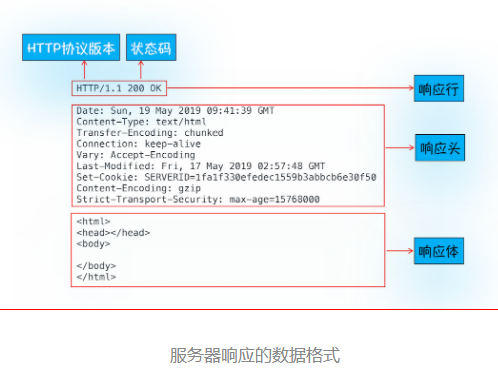 HTTP协议版本 状态码
HTTP/1.1 200 OK
响应行
Date: Sun, 19 May 2019 09:41:39 GMT
Content-Type: text/html
Transfer-Encoding: chunked
Connection: keep-alive
Vary: Accept-Encoding
Last-Modified: Fri, 17 May 2019 02:57:48 GMT
Set-Cookie: SERVERID=1fa1f330efedec1559b3abbcb6e30f50
Content-Encoding: gzip
Strict-Transport-Security: max-age=15768000
响应头
<html>
<head></head>
<body>
</body>
</html>
响应体
服务器响应的数据格式